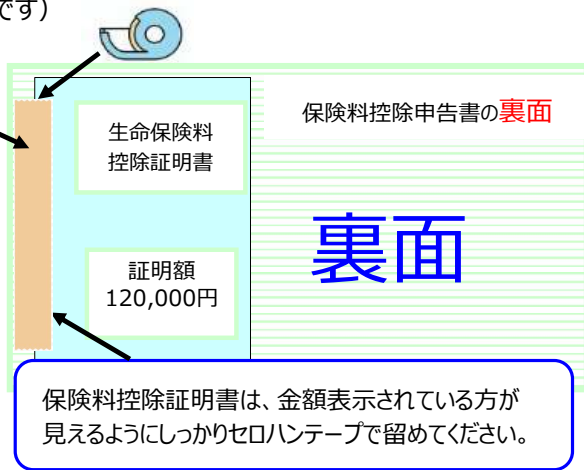 です）
保険料控除申告書の裏面
生命保険料
控除証明書
裏面
証明額
120,000円
保険料控除証明書は、金額表示されている方が
見えるようにしっかりセロハンテープで留めてください。